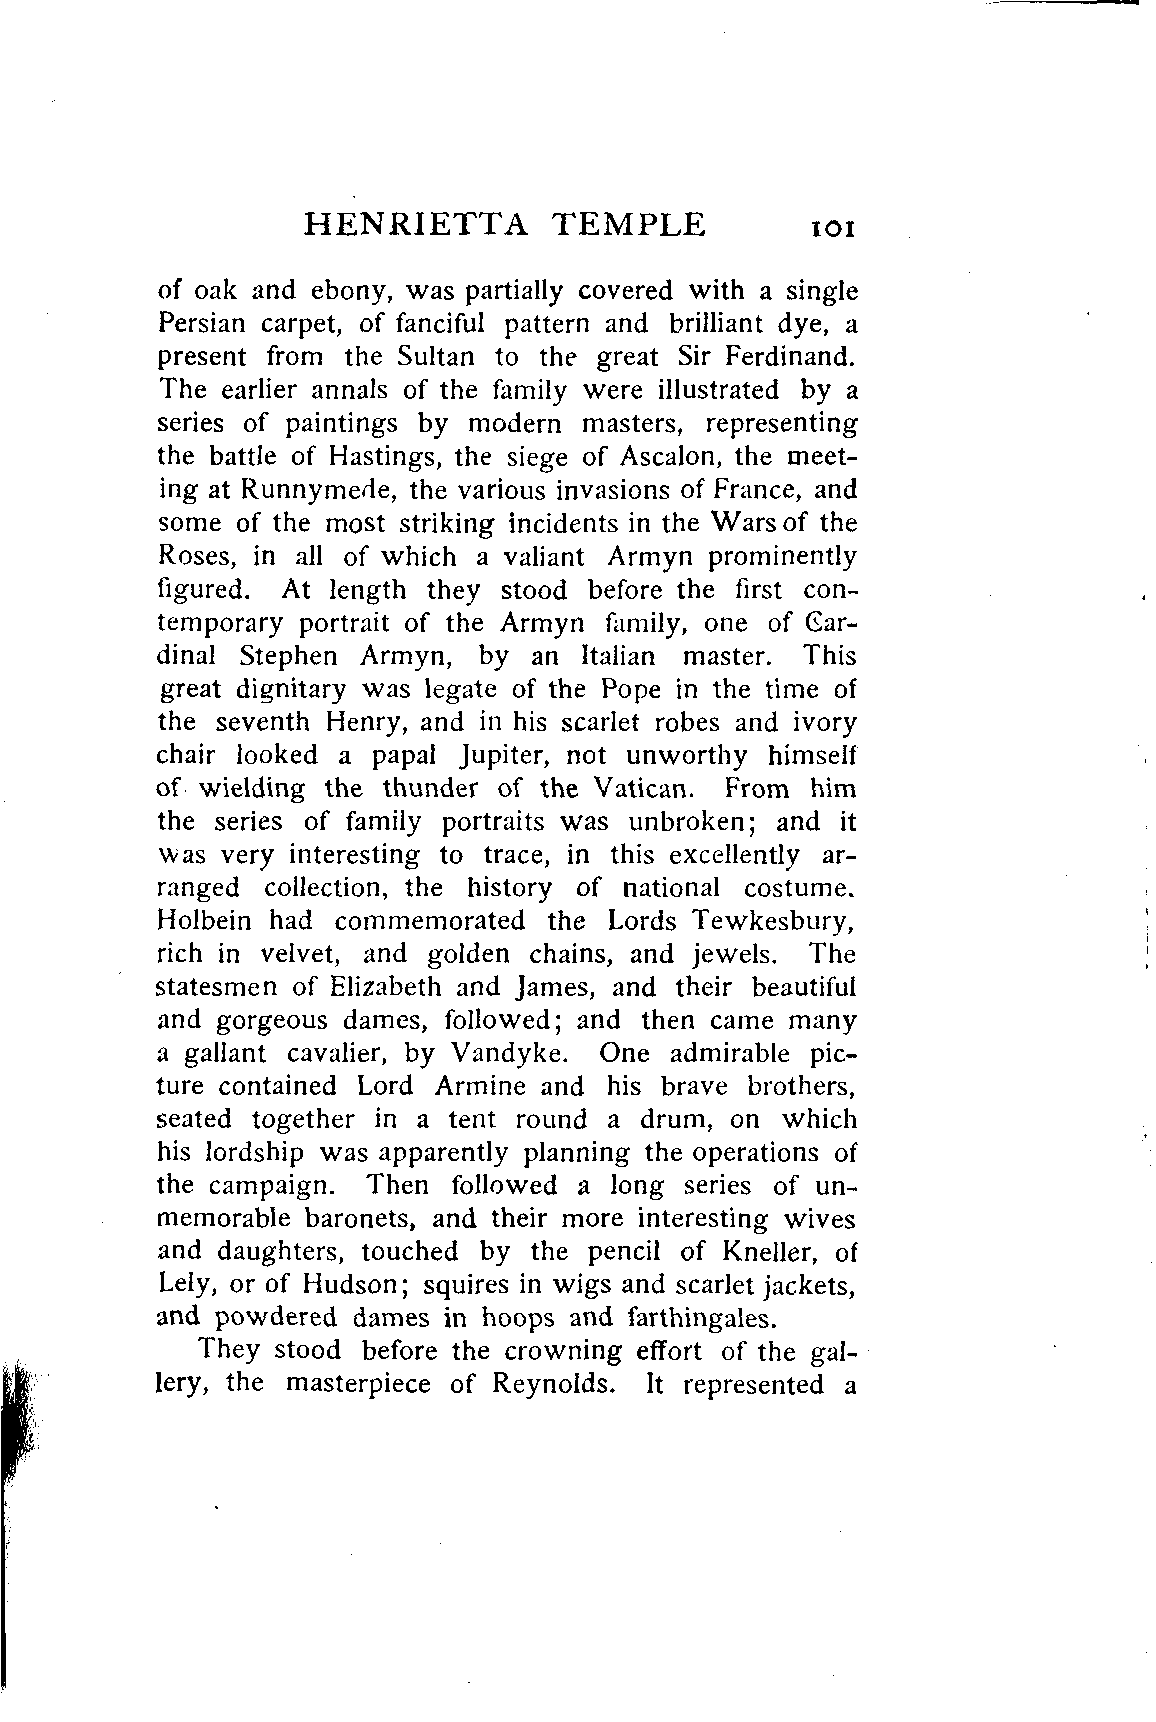 HENRIETTA TEMPLE 101
of oak and ebony, was partially covered with a single
Persian carpet, of fanciful pattern and brilliant dye, a
present from the Sultan to the great Sir Ferdinand.
The earlier annals of the family were illustrated by a
series of paintings by modern masters, representing
the battle of Hastings, the siege of Ascalon, the meet-
ing at Runnymede, the various invasions of France, and
some of the most striking incidents in the Wars of the
Roses, in all of which a valiant Armyn prominently
figured. At length they stood before the first con-
temporary portrait of the Armyn family, one of Car-
dinal Stephen Armyn, by an Italian master. This
great dignitary was legate of the Pope in the time of
the seventh Henry, and in his scarlet robes and ivory
chair looked a papal Jupiter, not unworthy himself
of wielding the thunder of the Vatican. From him
the series of family portraits was unbroken; and it
was very interesting to trace, in this excellently ar-
ranged collection, the history of national costume.
Holbein had commemorated the Lords Tewkesbury,
rich in velvet, and golden chains, and jewels. The
statesmen of Elizabeth and James, and their beautiful
and gorgeous dames, followed; and then came many
a gallant cavalier, by Vandyke. One admirable pic-
ture contained Lord Armine and his brave brothers,
seated together in a tent round a drum, on which
his lordship was apparently planning the operations of
the campaign. Then followed a long series of un-
memorable baronets, and their more interesting wives
and daughters, touched by the pencil of Kneller, of
Lely, or of Hudson; squires in wigs and scarlet jackets,
and powdered dames in hoops and farthingales.
They stood before the crowning effort of the gal-
lery, the masterpiece of Reynolds. It represented a